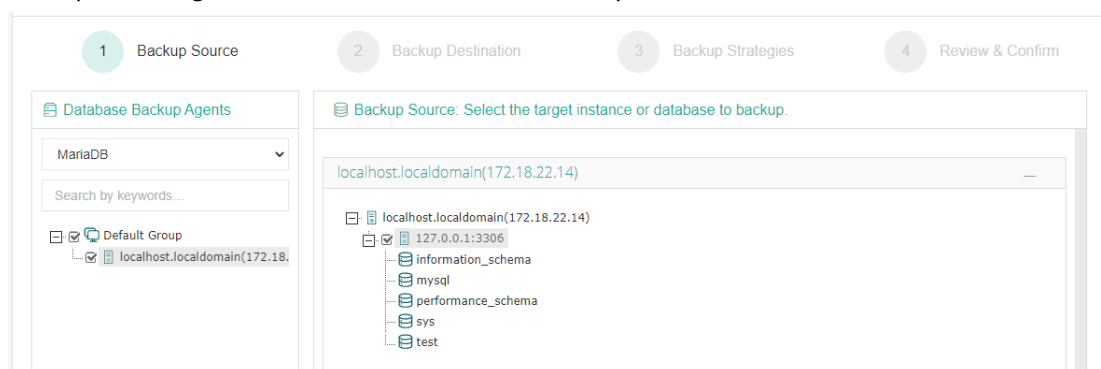 1 Backup Source 2 Backup Destination 3 Backup Strategies 4 Review & Confirm
Database Backup Agents
MariaDB
Search by keywords...
Default Group
localhost.localdomain(172.18.
Backup Source: Select the target instance or database to backup.
localhost.localdomain(172.18.22.14)
localhost.localdomain(172.18.22.14)
127.0.0.1:3306
information_schema
mysql
performance_schema
sys
test